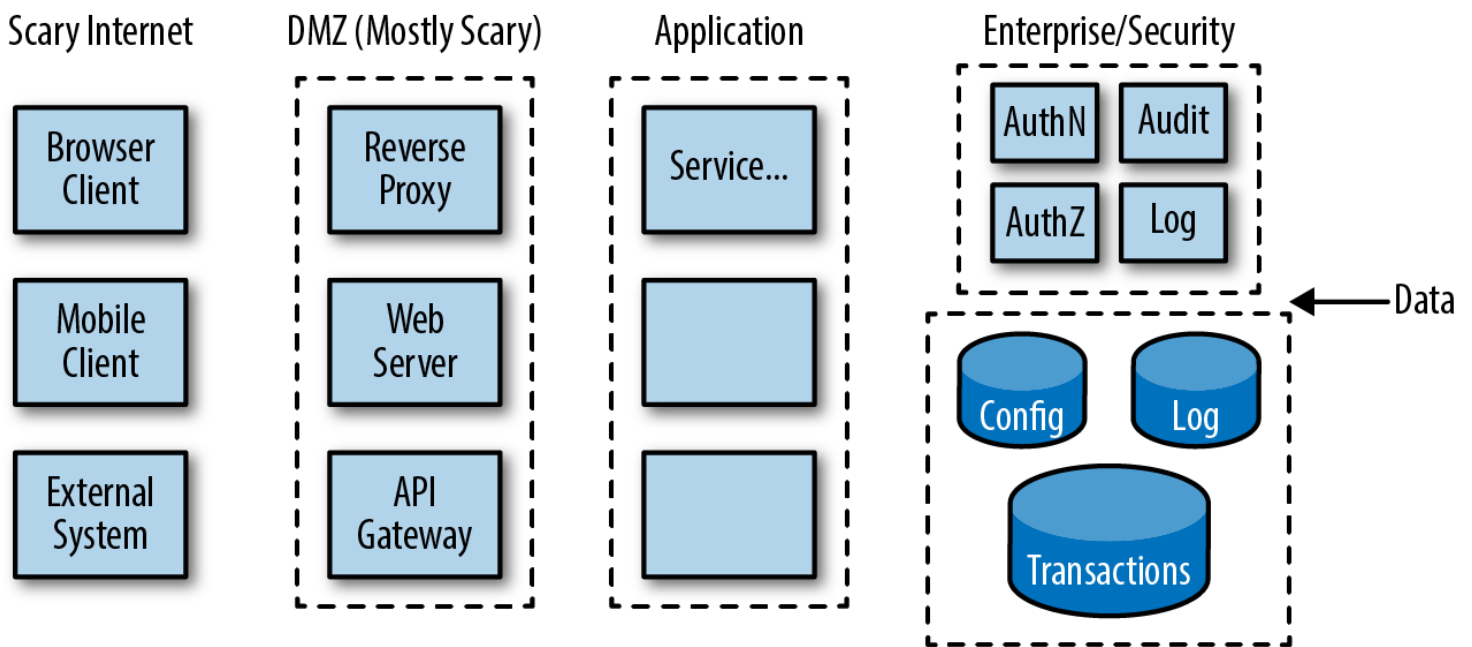 Scary Internet
DMZ (Mostly Scary)
Application
Enterprise/Security
Browser
Client
Mobile
Client
External
System
Reverse
Proxy
Web
Server
API
Gateway
Service...
AuthN
Audit
AuthZ
Log
Data
Config
Log
Transactions